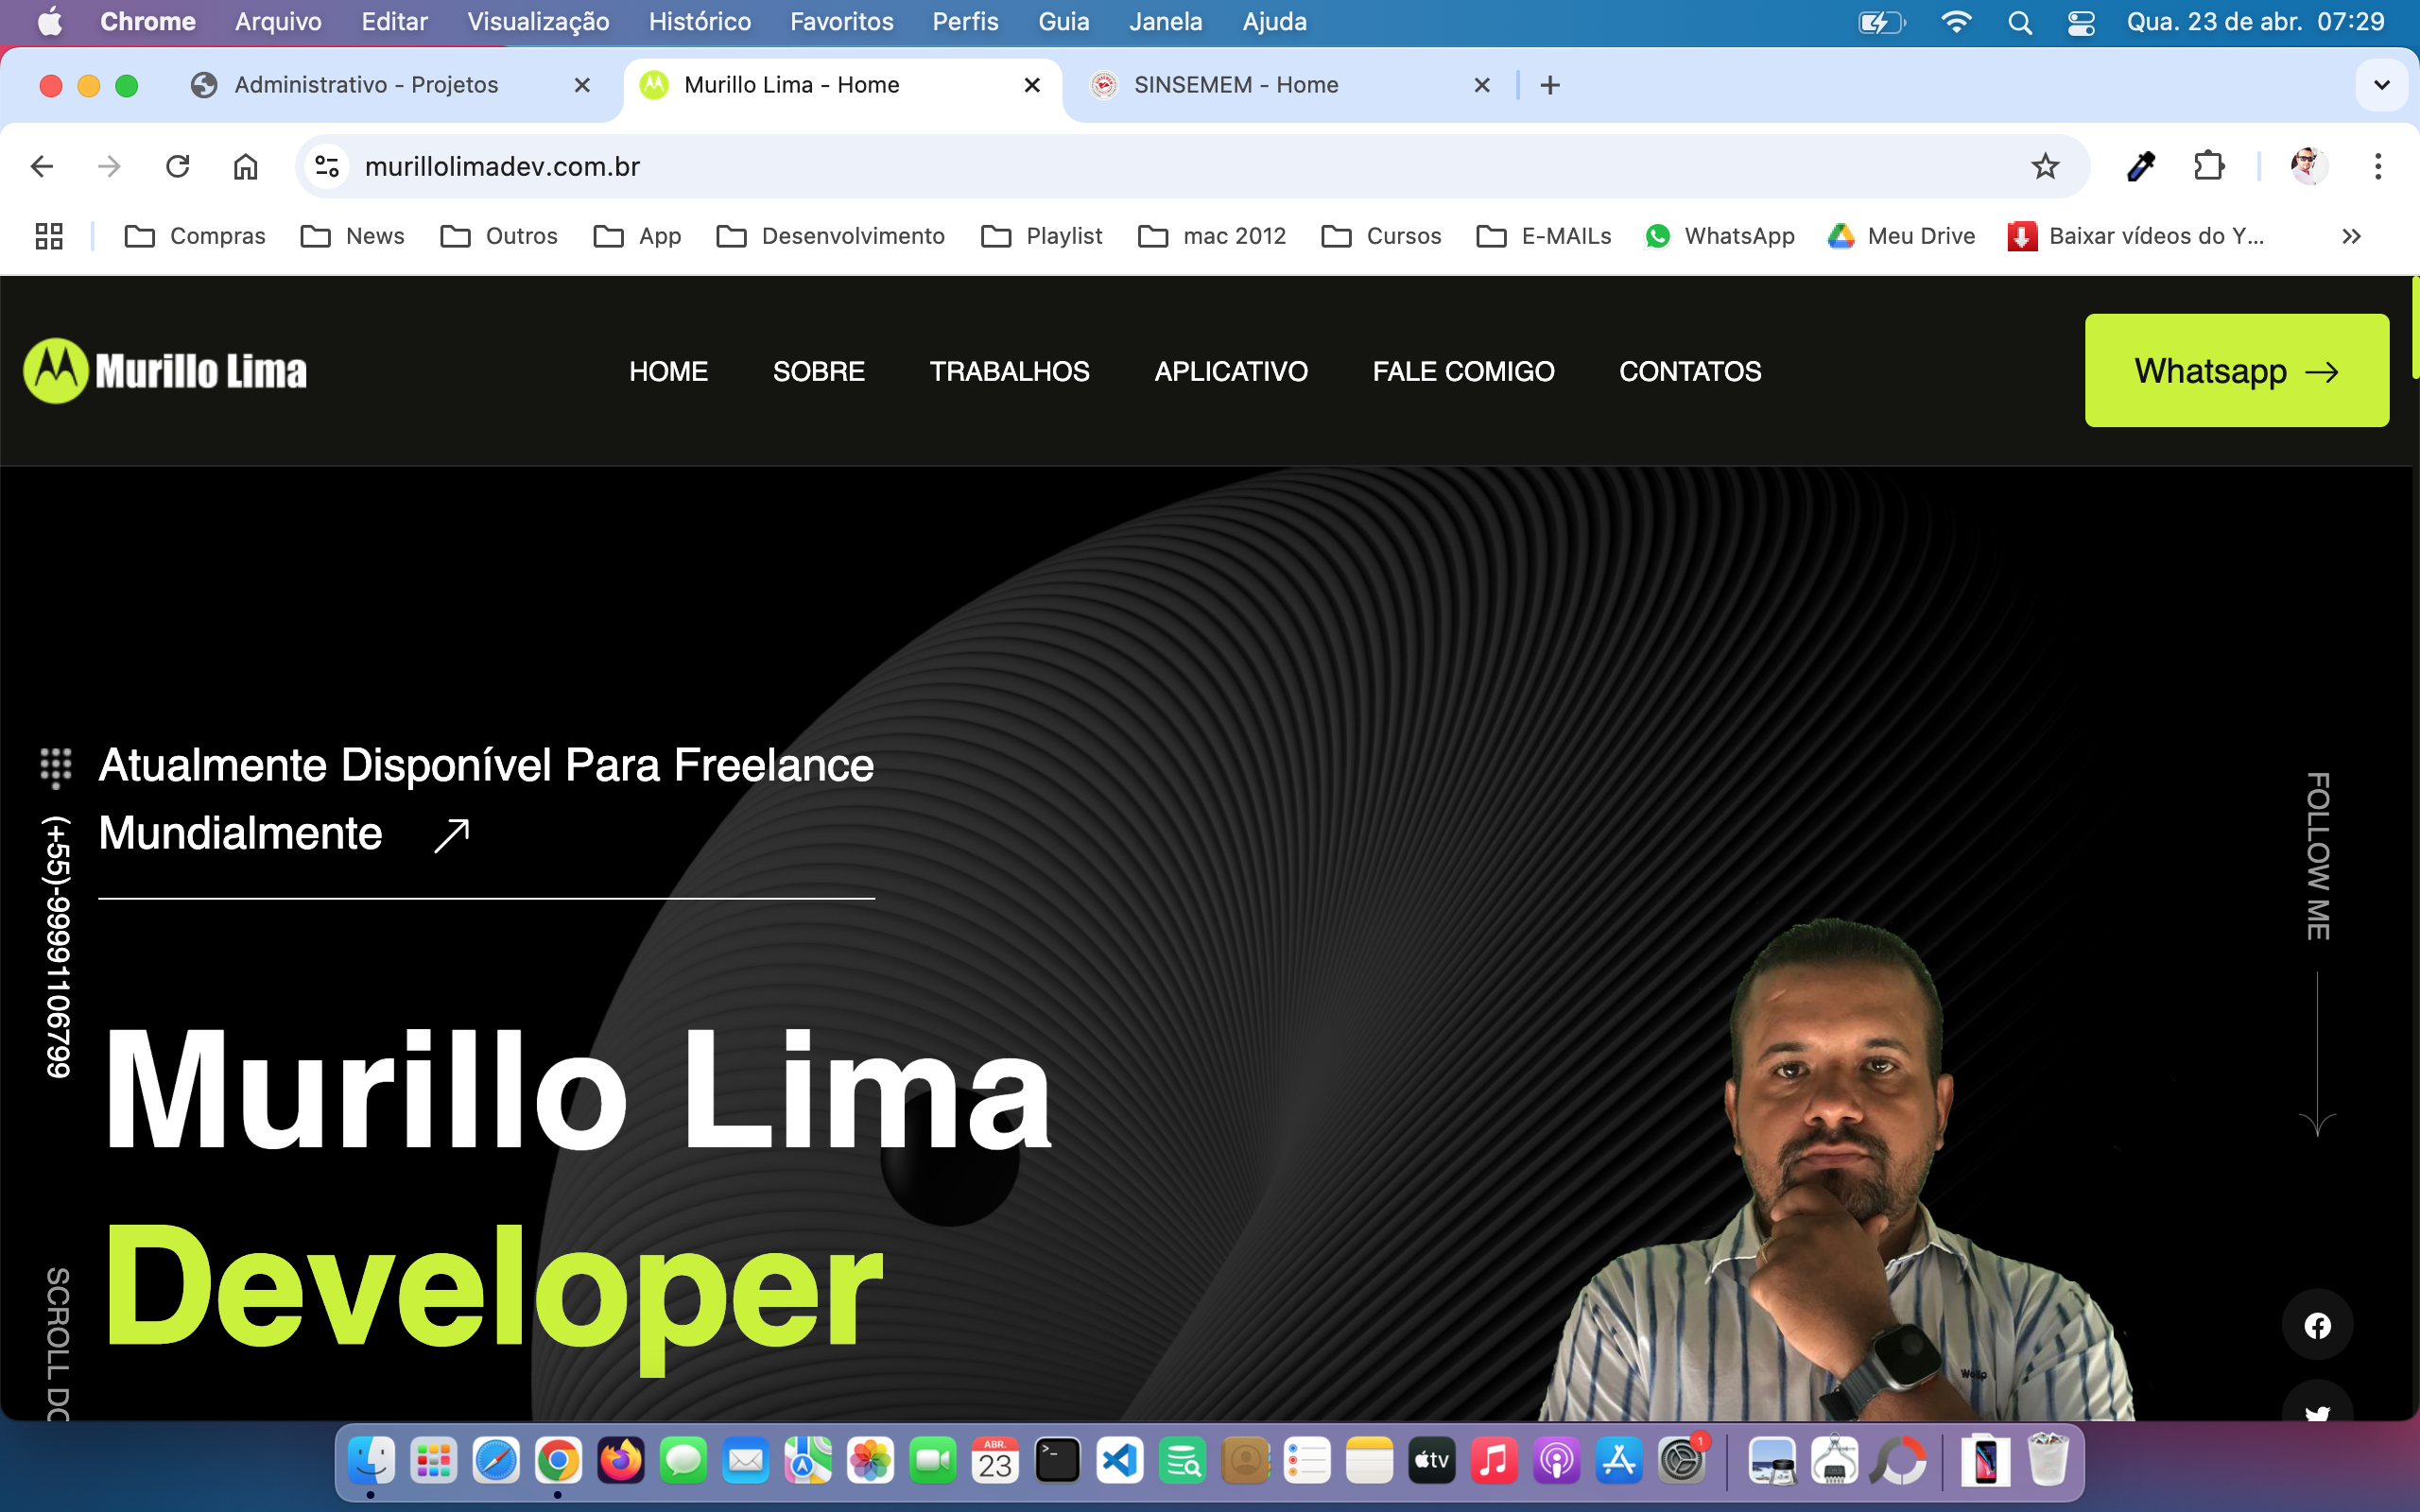 Chrome Arquivo Editar Visualização Histórico Favoritos Perfis Guia Janela Ajuda Qua. 23 de abr. 07:29
Administrativo - Projetos
Murillo Lima - Home
SINSEMEM - Home
murillolimadev.com.br
Compras News Outros App Desenvolvimento Playlist mac 2012 Cursos E-MAILs WhatsApp Meu Drive Baixar vídeos do Y...
Murillo Lima
HOME SOBRE TRABALHOS APLICATIVO FALE COMIGO CONTATOS
Whatsapp
Atualmente Disponível Para Freelance
Mundialmente
(+55)-99991106799
FOLLOW ME
Murillo Lima
Developer
SCROLL DO
ABR.
23
tv
1